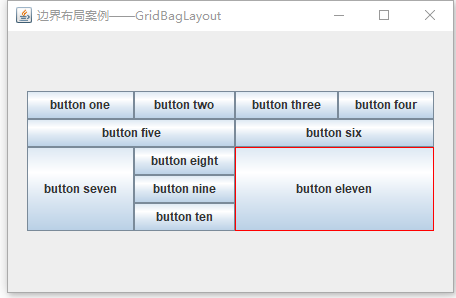 边界布局案例——GridBagLayout
button one button two button three button four
button five button six
button eight
button seven button nine button eleven
button ten